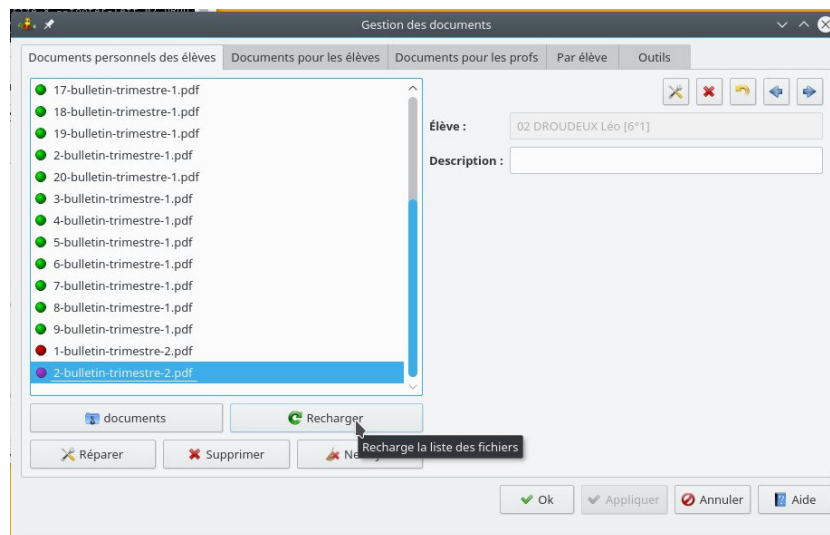 Gestion des documents
Documents personnels des élèves Documents pour les élèves Documents pour les profs Par élève Outils
17-bulletin-trimestre-1.pdf
18-bulletin-trimestre-1.pdf
19-bulletin-trimestre-1.pdf
2-bulletin-trimestre-1.pdf
20-bulletin-trimestre-1.pdf
3-bulletin-trimestre-1.pdf
4-bulletin-trimestre-1.pdf
5-bulletin-trimestre-1.pdf
6-bulletin-trimestre-1.pdf
7-bulletin-trimestre-1.pdf
8-bulletin-trimestre-1.pdf
9-bulletin-trimestre-1.pdf
1-bulletin-trimestre-2.pdf
2-bulletin-trimestre-2.pdf
Élève : 02 DROUDEUX Léo [6°1]
Description :
documents Recharger
Recharge la liste des fichiers
Réparer Supprimer
Ok Appliquer Annuler Aide